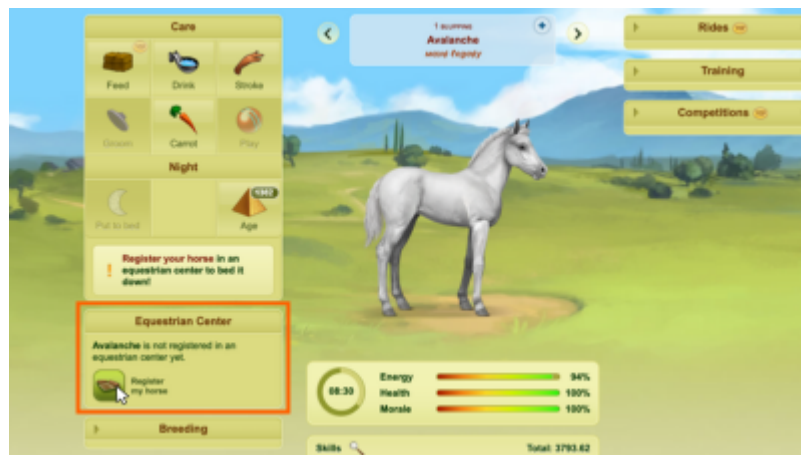 Care
Feed
Drink
Stroke
Groom
Carrot
Play
Night
Put to bed
Age
Register your horse in an
equestrian center to bed it
down!
Equestrian Center
Avalanche is not registered in an
equestrian center yet.
Register
my horse
Breeding
Avalanche
Rides
Training
Competitions
08:30
Energy 94%
Health 100%
Morale 100%
Skills Total: 3793.62